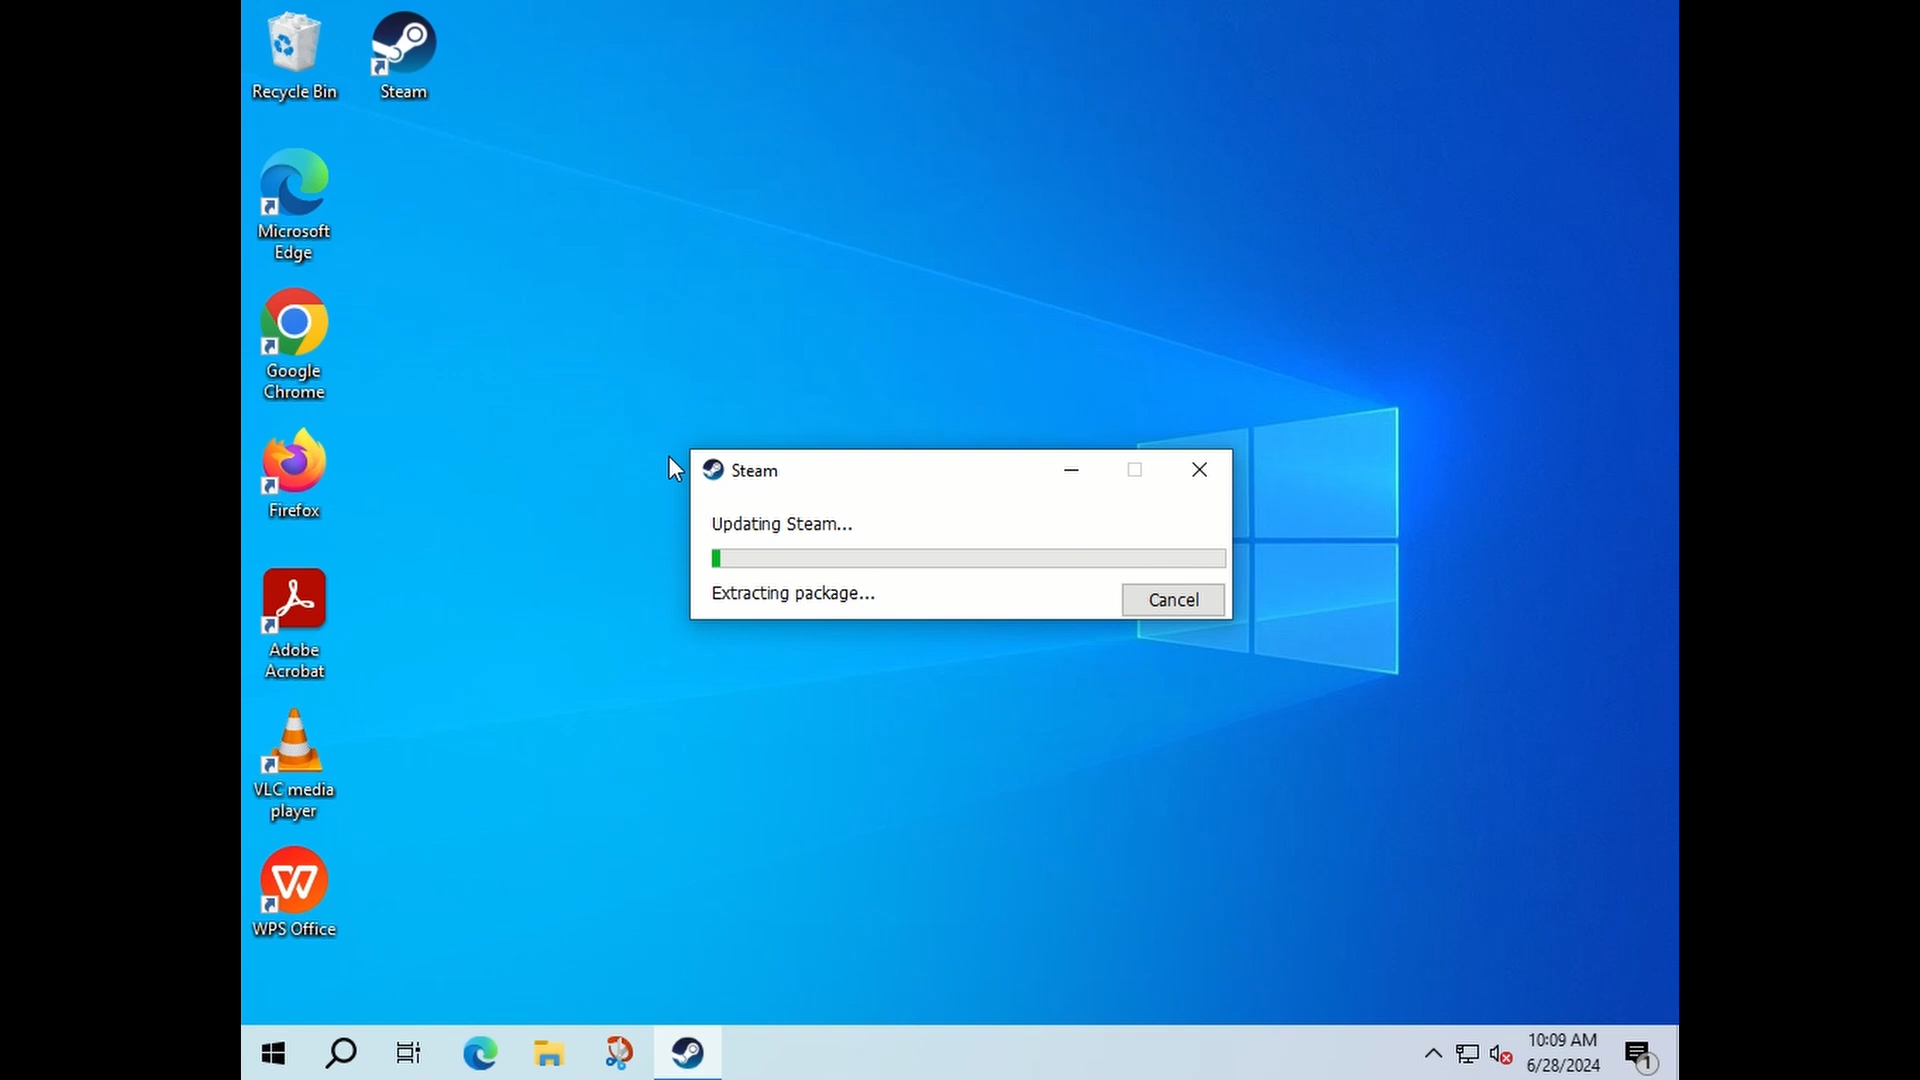 Recycle Bin
Steam
Microsoft
Edge
Google
Chrome
Firefox
Adobe
Acrobat
VLC media
player
WPS Office
Steam
Updating Steam...
Extracting package...
Cancel
10:09 AM
6/28/2024
1